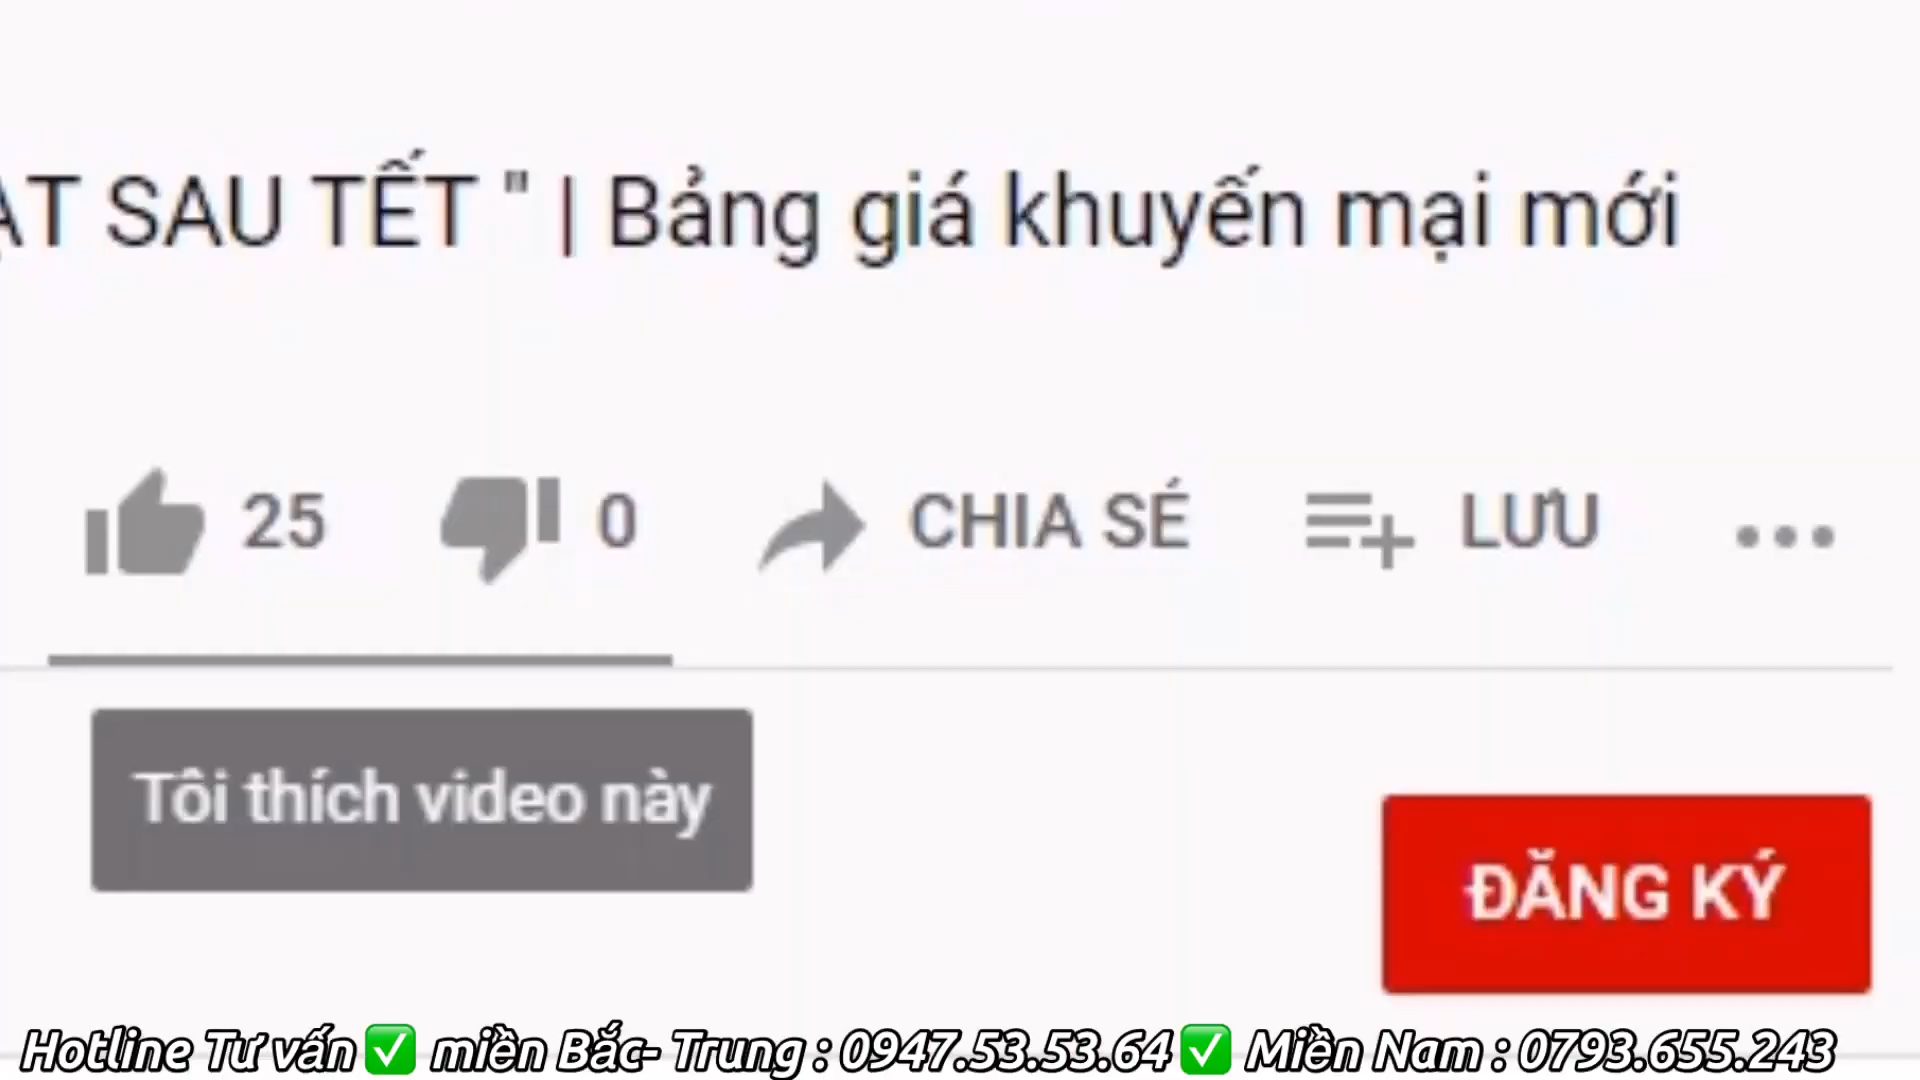 SAU TẾT " | Bảng giá khuyến mại mới
25 0 CHIA SẺ LƯU
Tôi thích video này
ĐĂNG KÝ
Hotline Tư vấn✅ miền Bắc- Trung : 0947.53.53.64✅ Miền Nam : 0793.655.243